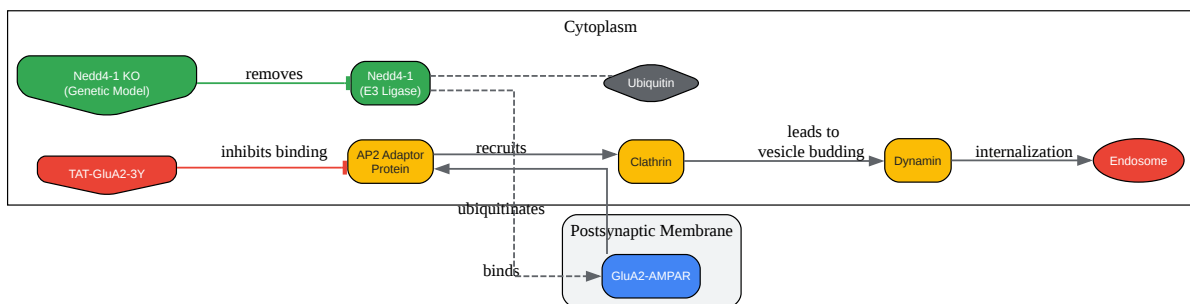 Cytoplasm
Nedd4-1 KO
(Genetic Model)
removes
Nedd4-1
(E3 Ligase)
Ubiquitin
TAT-GluA2-3Y
inhibits binding
AP2 Adaptor
Protein
recruits
Clathrin
leads to
vesicle budding
Dynamin
internalization
Endosome
ubiquitinates
Postsynaptic Membrane
binds
GluA2-AMPAR